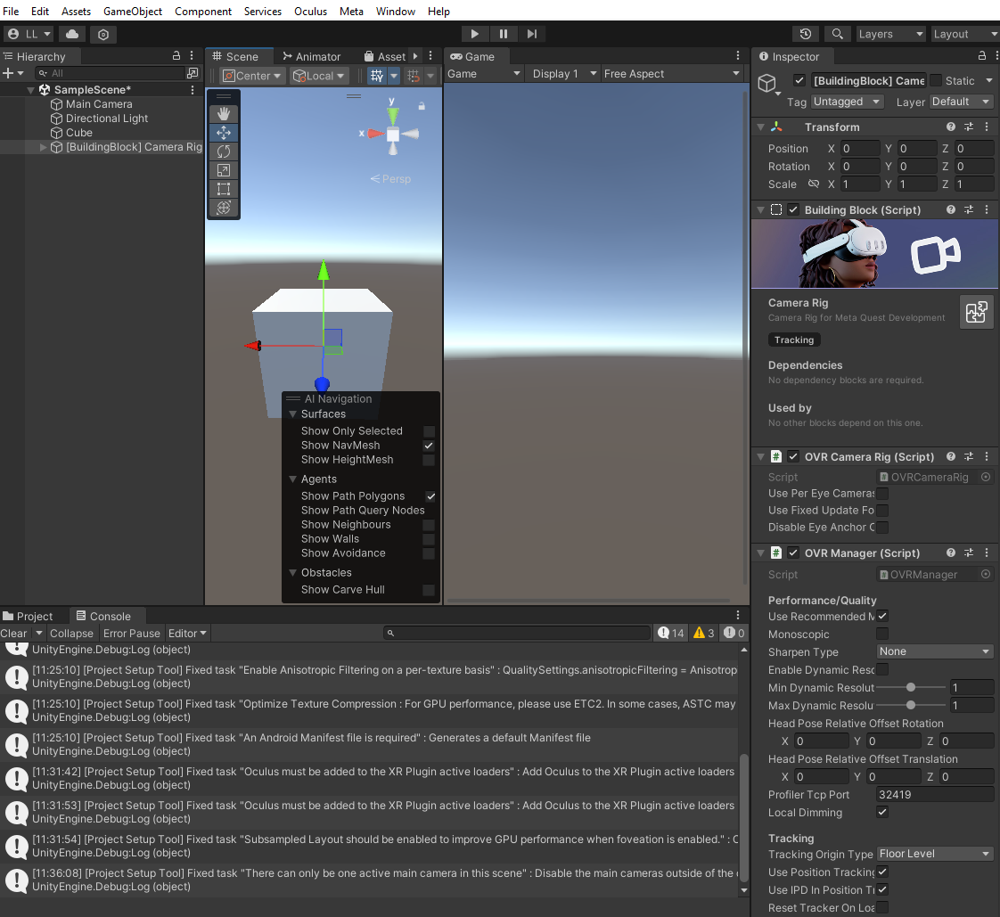 File Edit Assets GameObject Component Services Oculus Meta Window Help
LL Layers Layout
Hierarchy
All
SampleScene*
Main Camera
Directional Light
Cube
[BuildingBlock] Camera Rig
Scene Animator Asset
Center Local
y
x
Persp
AI Navigation
Surfaces
Show Only Selected
Show NavMesh
Show HeightMesh
Agents
Show Path Polygons
Show Path Query Nodes
Show Neighbours
Show Walls
Show Avoidance
Obstacles
Show Carve Hull
Game
Game Display 1 Free Aspect
Inspector
[BuildingBlock] Came Static
Tag Untagged Layer Default
Transform
Position X 0 Y 0 Z 0
Rotation X 0 Y 0 Z 0
Scale X 1 Y 1 Z 1
Building Block (Script)
Camera Rig
Camera Rig for Meta Quest Development
Tracking
Dependencies
No dependency blocks are required.
Used by
No other blocks depend on this one.
# OVR Camera Rig (Script)
Script OVRCameraRig
Use Per Eye Cameras
Use Fixed Update Fo
Disable Eye Anchor C
# OVR Manager (Script)
Script OVRManager
Performance/Quality
Use Recommended M
Monoscopic
Sharpen Type None
Enable Dynamic Resc
Min Dynamic Resolut 1
Max Dynamic Resolu 1
Head Pose Relative Offset Rotation
X 0 Y 0 Z 0
Head Pose Relative Offset Translation
X 0 Y 0 Z 0
Profiler Tcp Port 32419
Local Dimming
Tracking
Tracking Origin Type Floor Level
Use Position Tracking
Use IPD In Position Tr
Reset Tracker On Loa
Project Console
Clear Collapse Error Pause Editor 14 3 0
UnityEngine.Debug:Log (object)
[11:25:10] [Project Setup Tool] Fixed task "Enable Anisotropic Filtering on a per-texture basis" : QualitySettings.anisotropicFiltering = Anisotrop
UnityEngine.Debug:Log (object)
[11:25:10] [Project Setup Tool] Fixed task "Optimize Texture Compression : For GPU performance, please use ETC2. In some cases, ASTC may
UnityEngine.Debug:Log (object)
[11:25:10] [Project Setup Tool] Fixed task "An Android Manifest file is required" : Generates a default Manifest file
UnityEngine.Debug:Log (object)
[11:31:42] [Project Setup Tool] Fixed task "Oculus must be added to the XR Plugin active loaders" : Add Oculus to the XR Plugin active loaders
UnityEngine.Debug:Log (object)
[11:31:53] [Project Setup Tool] Fixed task "Oculus must be added to the XR Plugin active loaders" : Add Oculus to the XR Plugin active loaders
UnityEngine.Debug:Log (object)
[11:31:54] [Project Setup Tool] Fixed task "Subsampled Layout should be enabled to improve GPU performance when foveation is enabled." :
UnityEngine.Debug:Log (object)
[11:36:08] [Project Setup Tool] Fixed task "There can only be one active main camera in this scene" : Disable the main cameras outside of the
UnityEngine.Debug:Log (object)